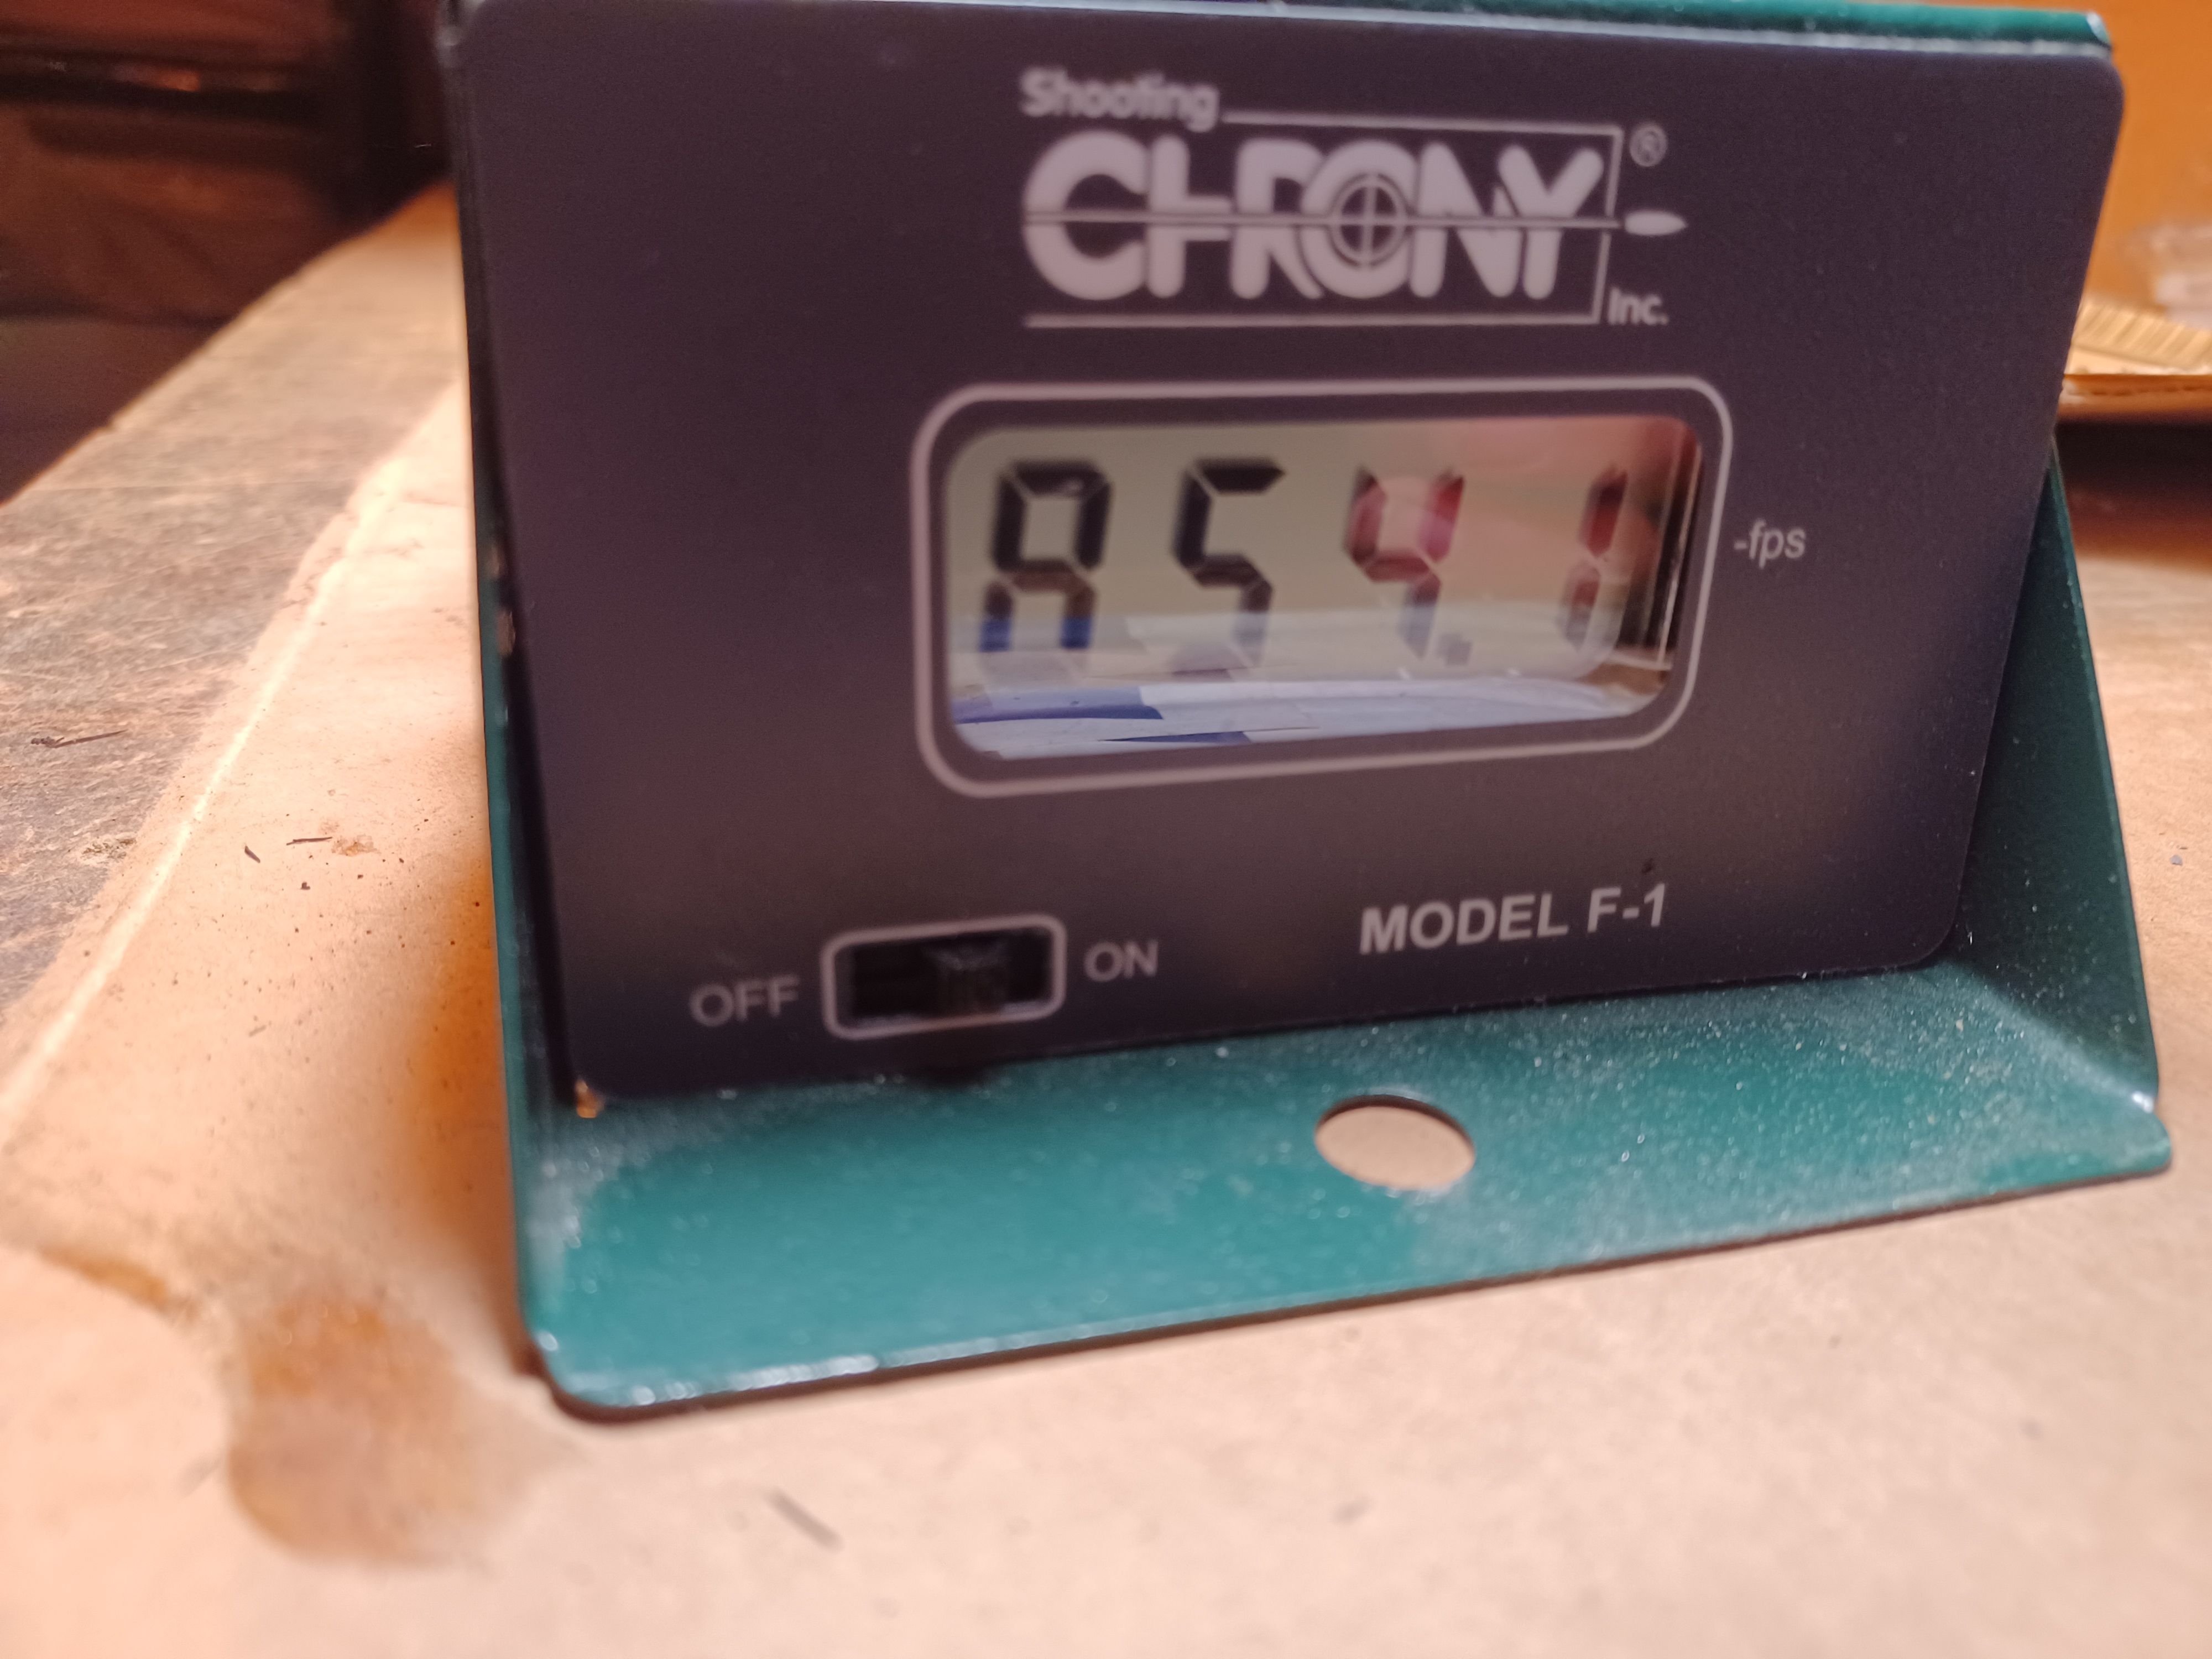 Shooting
CHRONY ®
Inc.
854.1
-fps
MODEL F-1
OFF ON